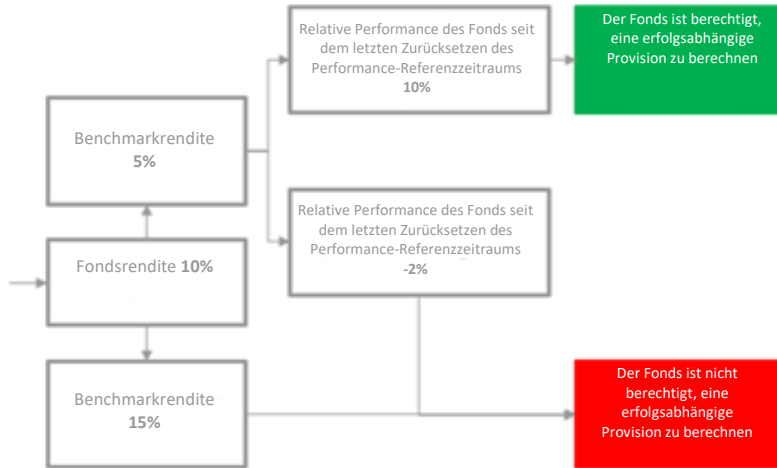 Relative Performance des Fonds seit
dem letzten Zurücksetzen des
Performance-Referenzzeitraums
10%
Der Fonds ist berechtigt,
eine erfolgsabhängige
Provision zu berechnen
Benchmarkrendite
5%
Relative Performance des Fonds seit
dem letzten Zurücksetzen des
Performance-Referenzzeitraums
-2%
Fondsrendite 10%
Benchmarkrendite
15%
Der Fonds ist nicht
berechtigt, eine
erfolgsabhängige
Provision zu berechnen